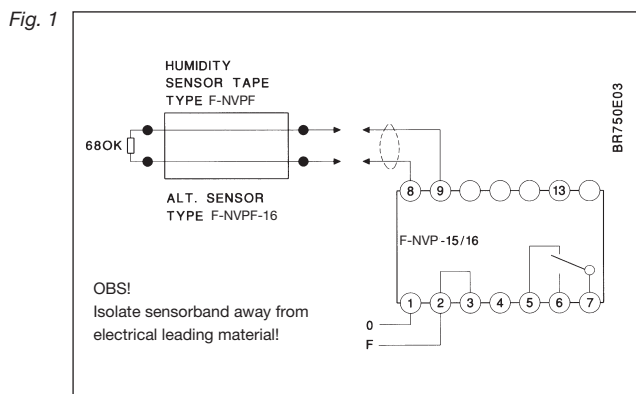 Fig. 1
HUMIDITY
SENSOR TAPE
TYPE F-NVPF
680K
ALT. SENSOR
TYPE F-NVPF-16
BR750E03
8 9 13
F-NVP-15/16
OBS!
Isolate sensorband away from
electrical leading material!
1 2 3 4 5 6 7
0
F